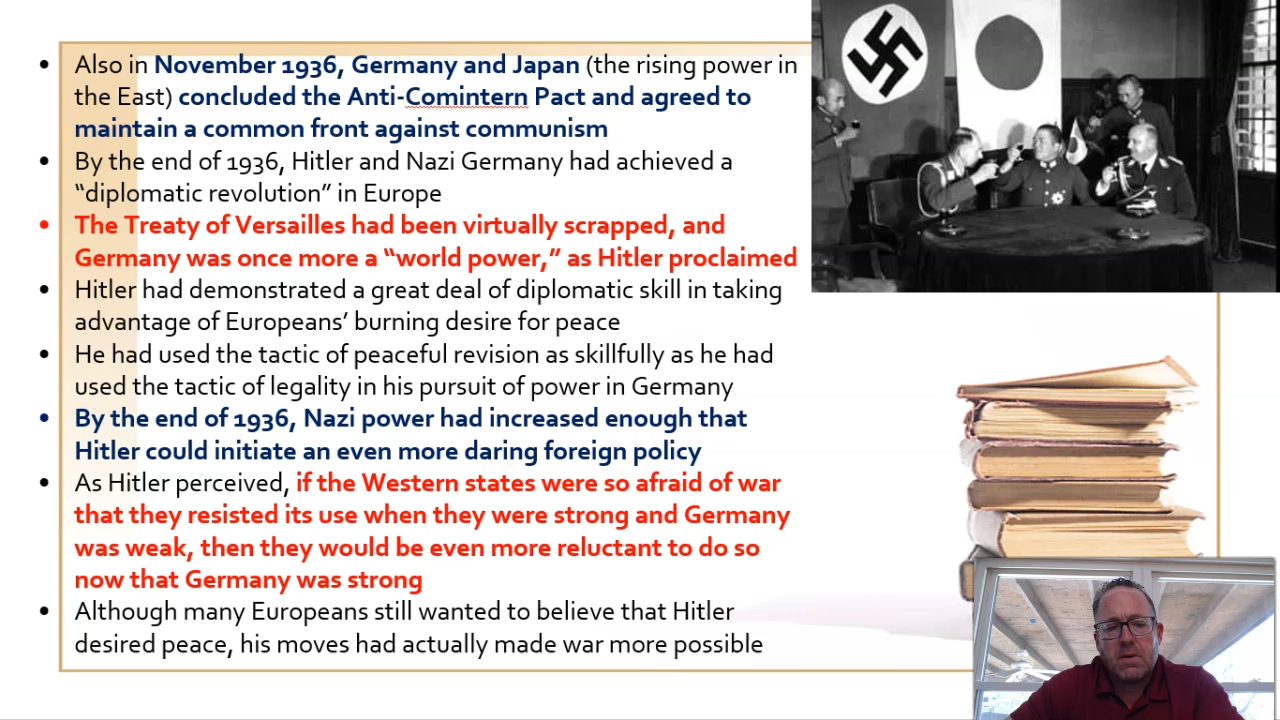 • Also in November 1936, Germany and Japan (the rising power in
the East) concluded the Anti-Comintern Pact and agreed to
maintain a common front against communism
• By the end of 1936, Hitler and Nazi Germany had achieved a
“diplomatic revolution” in Europe
• The Treaty of Versailles had been virtually scrapped, and
Germany was once more a “world power,” as Hitler proclaimed
• Hitler had demonstrated a great deal of diplomatic skill in taking
advantage of Europeans’ burning desire for peace
• He had used the tactic of peaceful revision as skillfully as he had
used the tactic of legality in his pursuit of power in Germany
• By the end of 1936, Nazi power had increased enough that
Hitler could initiate an even more daring foreign policy
• As Hitler perceived, if the Western states were so afraid of war
that they resisted its use when they were strong and Germany
was weak, then they would be even more reluctant to do so
now that Germany was strong
• Although many Europeans still wanted to believe that Hitler
desired peace, his moves had actually made war more possible